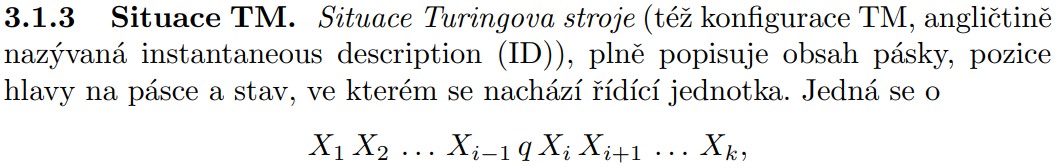 3.1.3 Situace TM. Situace Turingova stroje (též konfigurace TM, angličtině
nazývaná instantaneous description (ID)), plně popisuje obsah pásky, pozice
hlavy na pásce a stav, ve kterém se nachází řídící jednotka. Jedná se o
X₁ X₂ … Xᵢ₋₁ q Xᵢ Xᵢ₊₁ … Xₖ,